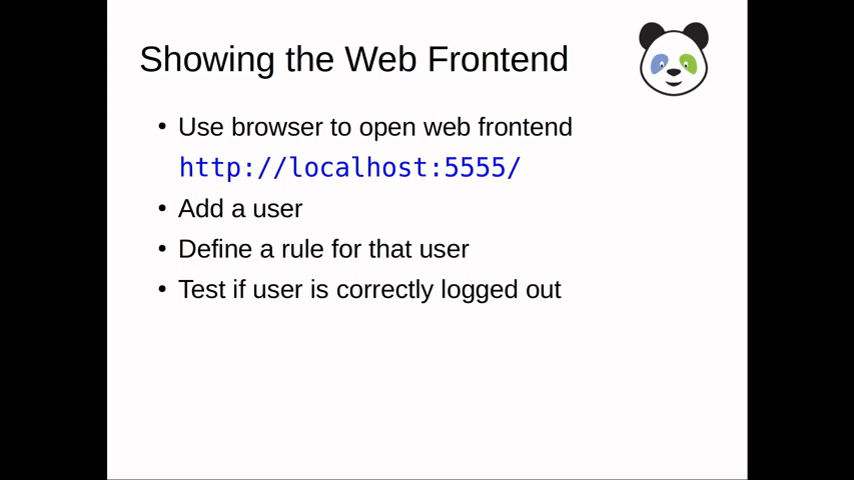 Showing the Web Frontend
• Use browser to open web frontend
http://localhost:5555/
• Add a user
• Define a rule for that user
• Test if user is correctly logged out